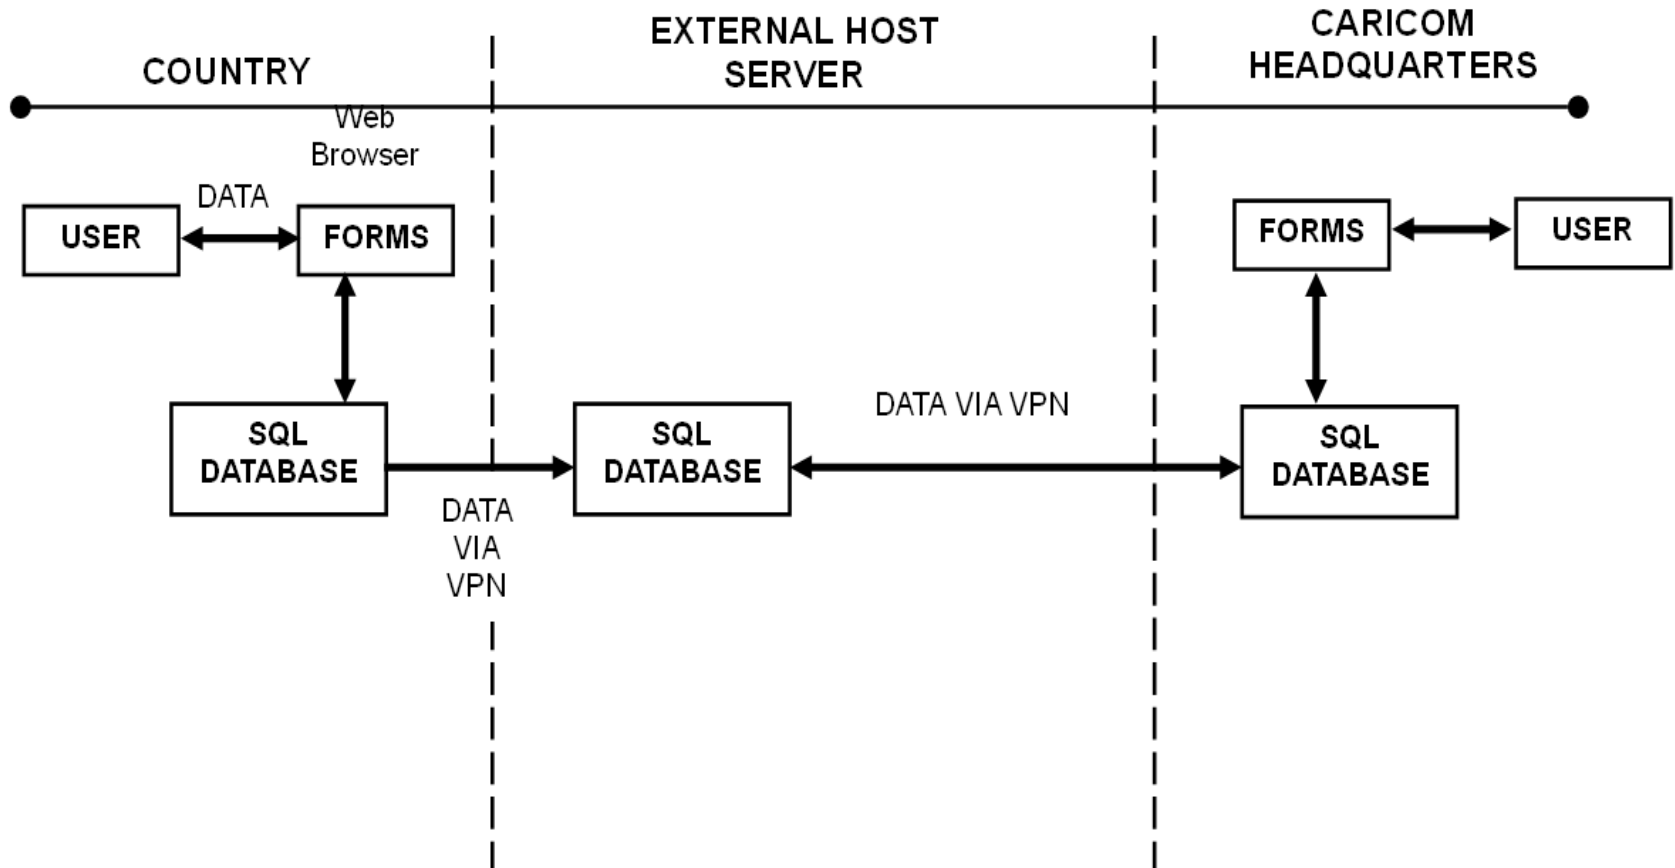 COUNTRY
EXTERNAL HOST
SERVER
CARICOM
HEADQUARTERS
Web
Browser
DATA
USER
FORMS
FORMS
USER
SQL
DATABASE
DATA
VIA
VPN
SQL
DATABASE
DATA VIA VPN
SQL
DATABASE